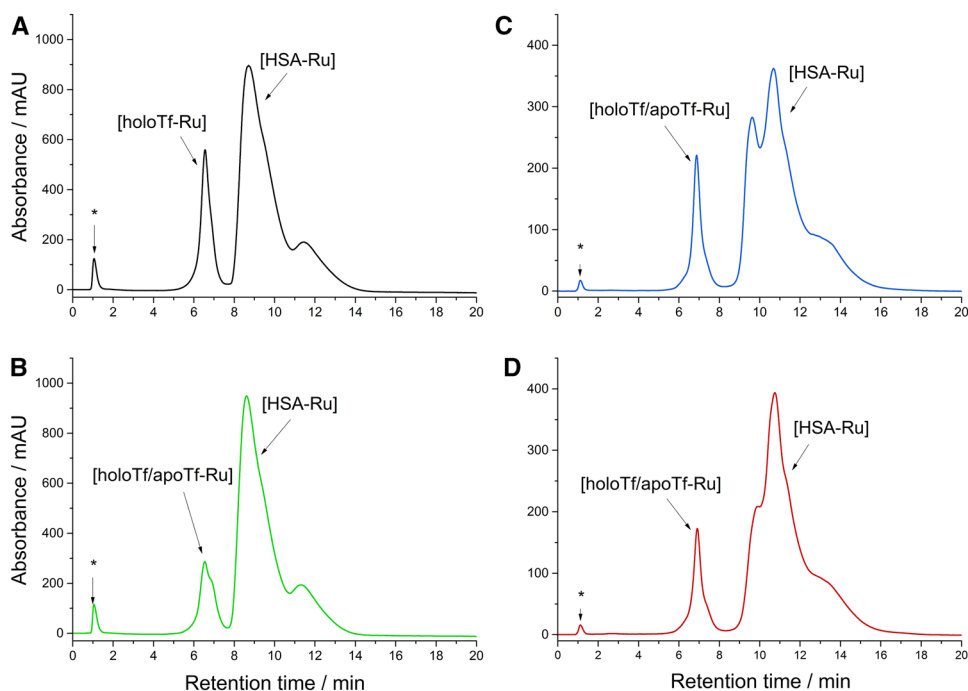 A
Absorbance / mAU
1000
800
600
400
200
0
[HSA-Ru]
[holoTf-Ru]
*
0 2 4 6 8 10 12 14 16 18 20
C
400
300
200
100
0
[HSA-Ru]
[holoTf/apoTf-Ru]
*
0 2 4 6 8 10 12 14 16 18 20
B
Absorbance / mAU
1000
800
600
400
200
0
[HSA-Ru]
[holoTf/apoTf-Ru]
*
0 2 4 6 8 10 12 14 16 18 20
Retention time / min
D
400
300
200
100
0
[HSA-Ru]
[holoTf/apoTf-Ru]
*
0 2 4 6 8 10 12 14 16 18 20
Retention time / min